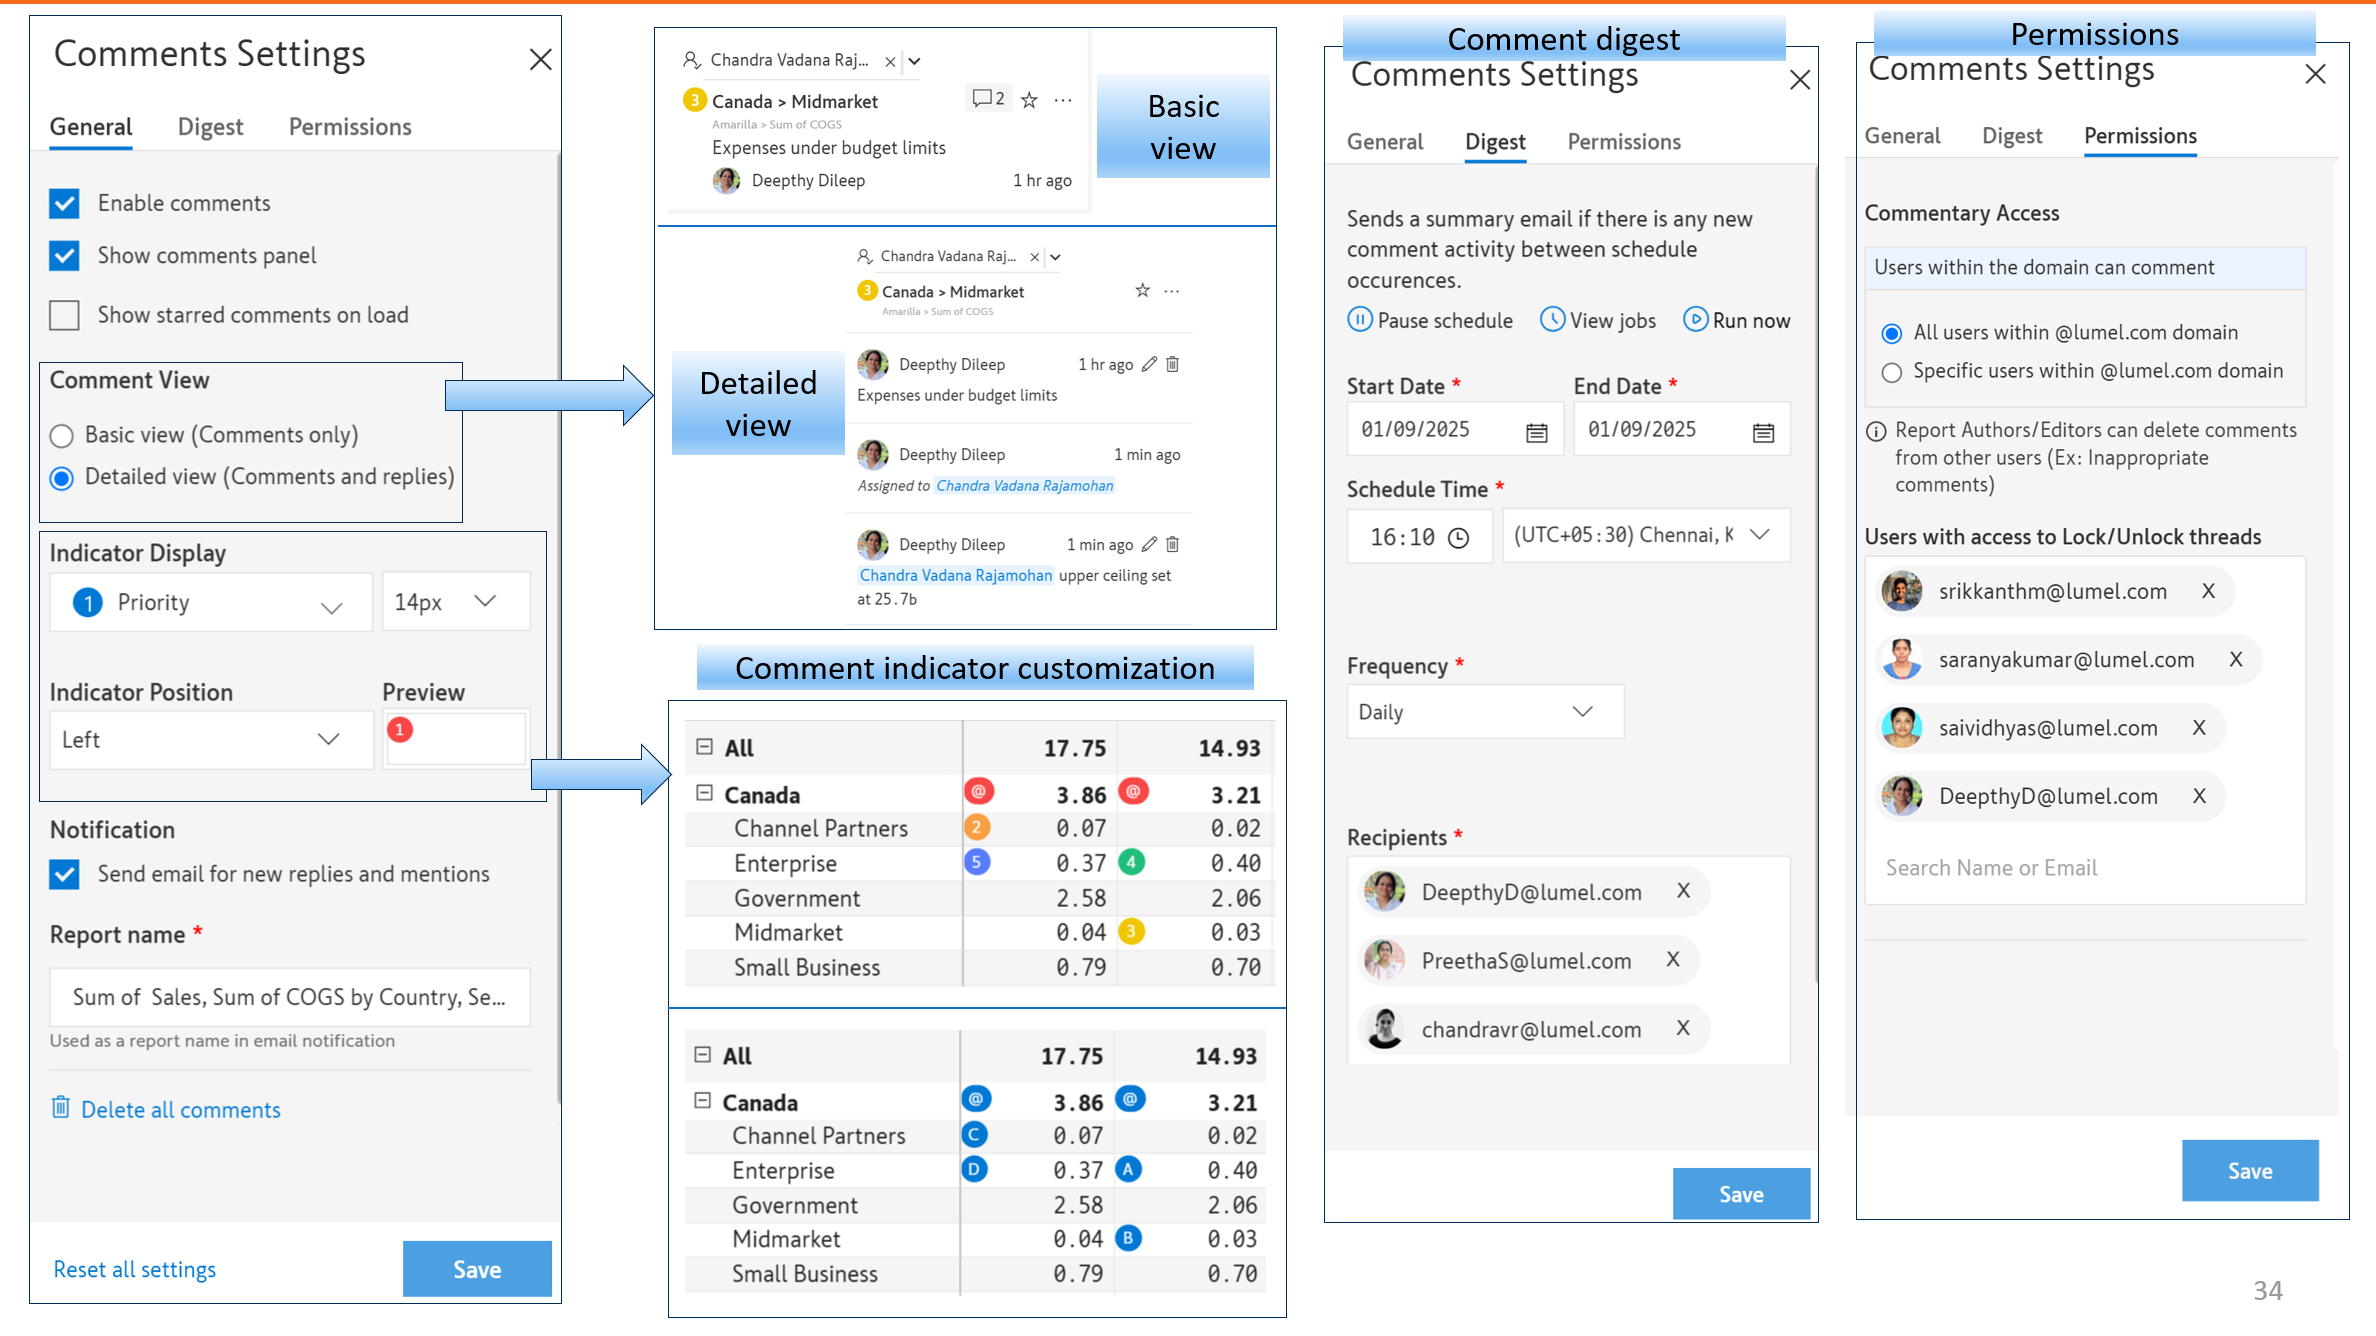 Comments Settings
General Digest Permissions
Enable comments
Show comments panel
Show starred comments on load
Comment View
Basic view (Comments only)
Detailed view (Comments and replies)
Indicator Display
1 Priority 14px
Indicator Position Preview
Left 1
Notification
Send email for new replies and mentions
Report name *
Sum of Sales, Sum of COGS by Country, Se...
Used as a report name in email notification
Delete all comments
Reset all settings Save
Chandra Vadana Raj...
3 Canada > Midmarket 2
Amarilla > Sum of COGS
Expenses under budget limits
Deepthy Dileep 1 hr ago
Basic
view
Chandra Vadana Raj...
3 Canada > Midmarket
Amarilla > Sum of COGS
Deepthy Dileep 1 hr ago
Expenses under budget limits
Deepthy Dileep 1 min ago
Assigned to Chandra Vadana Rajamohan
Deepthy Dileep 1 min ago
Chandra Vadana Rajamohan upper ceiling set
at 25.7b
Detailed
view
Comment indicator customization
All 17.75 14.93
Canada @ 3.86 @ 3.21
Channel Partners 2 0.07 0.02
Enterprise 5 0.37 4 0.40
Government 2.58 2.06
Midmarket 0.04 3 0.03
Small Business 0.79 0.70
All 17.75 14.93
Canada @ 3.86 @ 3.21
Channel Partners C 0.07 0.02
Enterprise D 0.37 A 0.40
Government 2.58 2.06
Midmarket 0.04 B 0.03
Small Business 0.79 0.70
Comment digest
Comments Settings
General Digest Permissions
Sends a summary email if there is any new
comment activity between schedule
occurences.
Pause schedule View jobs Run now
Start Date * End Date *
01/09/2025 01/09/2025
Schedule Time *
16:10 (UTC+05:30) Chennai, K
Frequency *
Daily
Recipients *
DeepthyD@lumel.com X
PreethaS@lumel.com X
chandravr@lumel.com X
Save
Permissions
Comments Settings
General Digest Permissions
Commentary Access
Users within the domain can comment
All users within @lumel.com domain
Specific users within @lumel.com domain
Report Authors/Editors can delete comments
from other users (Ex: Inappropriate
comments)
Users with access to Lock/Unlock threads
srikkanthm@lumel.com X
saranyakumar@lumel.com X
saividhyas@lumel.com X
DeepthyD@lumel.com X
Search Name or Email
Save
34